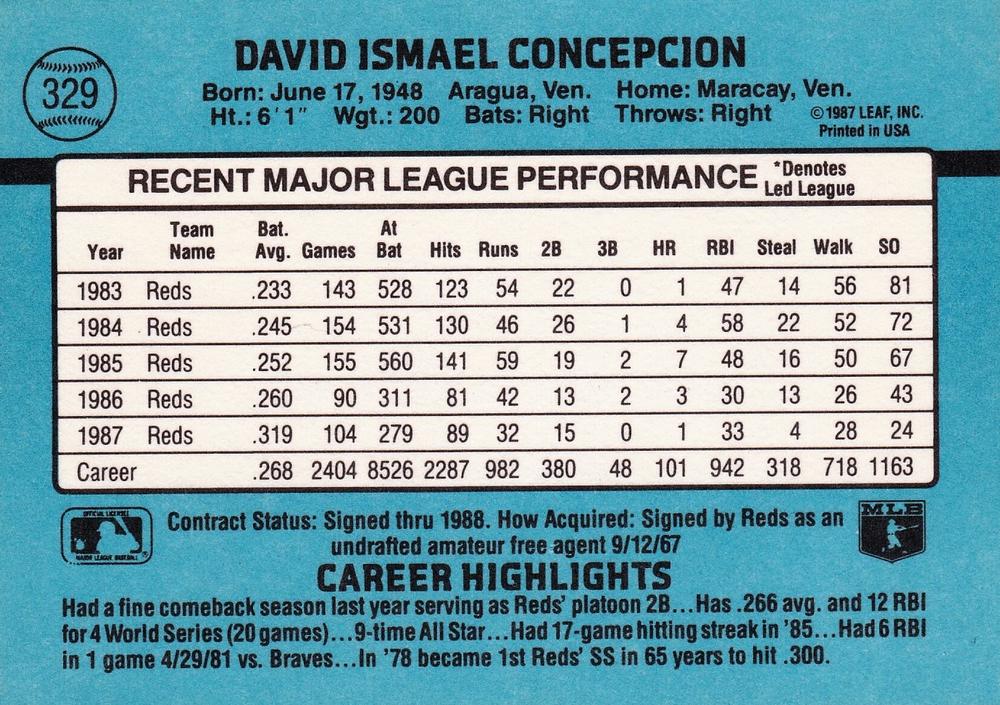 DAVID ISMAEL CONCEPCION
329
Born: June 17, 1948 Aragua, Ven. Home: Maracay, Ven.
Ht.: 6'1" Wgt.: 200 Bats: Right Throws: Right
©1987 LEAF, INC.
Printed in USA
RECENT MAJOR LEAGUE PERFORMANCE *Denotes Led League
Year Team Name Bat. Avg. Games At Bat Hits Runs 2B 3B HR RBI Steal Walk SO
1983 Reds .233 143 528 123 54 22 0 1 47 14 56 81
1984 Reds .245 154 531 130 46 26 1 4 58 22 52 72
1985 Reds .252 155 560 141 59 19 2 7 48 16 50 67
1986 Reds .260 90 311 81 42 13 2 3 30 13 26 43
1987 Reds .319 104 279 89 32 15 0 1 33 4 28 24
Career .268 2404 8526 2287 982 380 48 101 942 318 718 1163
OFFICIAL LICENSEE
MAJOR LEAGUE BASEBALL
®
MLB
Contract Status: Signed thru 1988. How Acquired: Signed by Reds as an
undrafted amateur free agent 9/12/67
CAREER HIGHLIGHTS
Had a fine comeback season last year serving as Reds' platoon 2B...Has .266 avg. and 12 RBI
for 4 World Series (20 games)...9-time All Star...Had 17-game hitting streak in '85...Had 6 RBI
in 1 game 4/29/81 vs. Braves...In '78 became 1st Reds' SS in 65 years to hit .300.